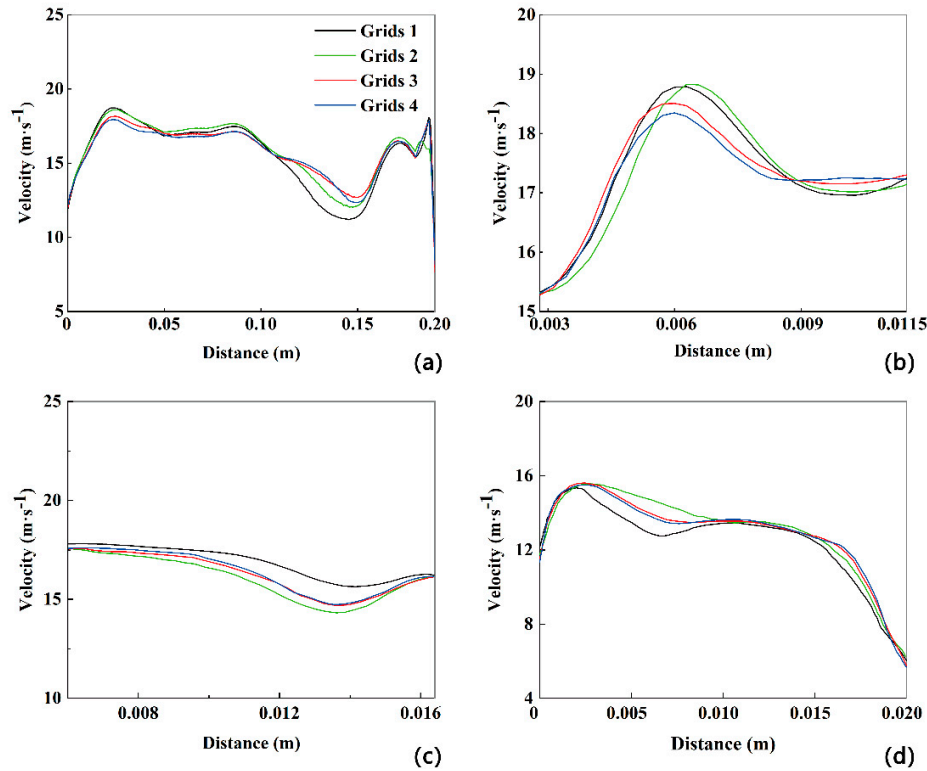 25
20
15
10
5
Velocity (m·s⁻¹)
0
0.05
0.10
0.15
0.20
Distance (m)
(a)
Grids 1
Grids 2
Grids 3
Grids 4
20
19
18
17
16
15
Velocity (m·s⁻¹)
0.003
0.006
0.009
0.0115
Distance (m)
(b)
25
20
15
10
Velocity (m·s⁻¹)
0.008
0.012
0.016
Distance (m)
(c)
20
16
12
8
4
Velocity (m·s⁻¹)
0
0.005
0.010
0.015
0.020
Distance (m)
(d)